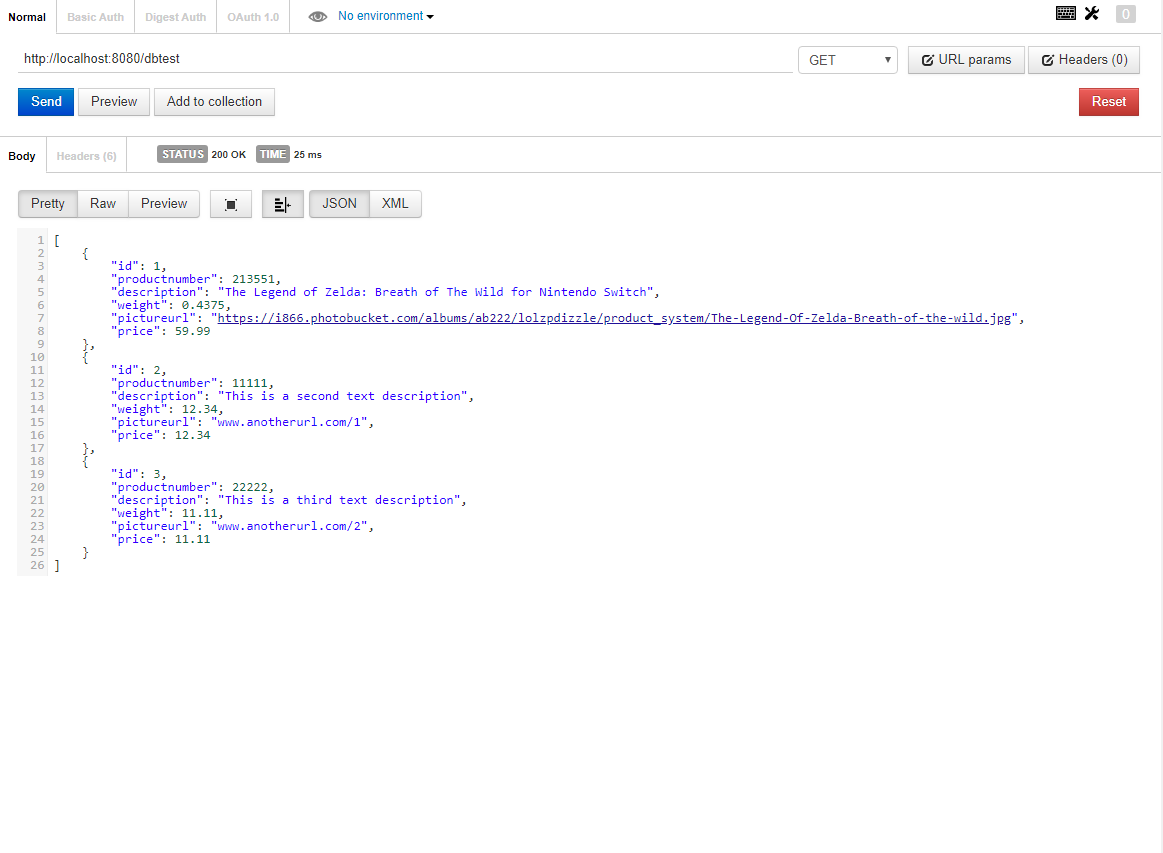 Normal Basic Auth Digest Auth OAuth 1.0 No environment 0
http://localhost:8080/dbtest GET URL params Headers (0)
Send Preview Add to collection Reset
Body Headers (6) STATUS 200 OK TIME 25 ms
Pretty Raw Preview JSON XML
1 [
2 {
3 "id": 1,
4 "productnumber": 213551,
5 "description": "The Legend of Zelda: Breath of The Wild for Nintendo Switch",
6 "weight": 0.4375,
7 "pictureurl": "https://i866.photobucket.com/albums/ab222/lolzpdizzle/product_system/The-Legend-Of-Zelda-Breath-of-the-wild.jpg",
8 "price": 59.99
9 },
10 {
11 "id": 2,
12 "productnumber": 11111,
13 "description": "This is a second text description",
14 "weight": 12.34,
15 "pictureurl": "www.anotherurl.com/1",
16 "price": 12.34
17 },
18 {
19 "id": 3,
20 "productnumber": 22222,
21 "description": "This is a third text description",
22 "weight": 11.11,
23 "pictureurl": "www.anotherurl.com/2",
24 "price": 11.11
25 }
26 ]